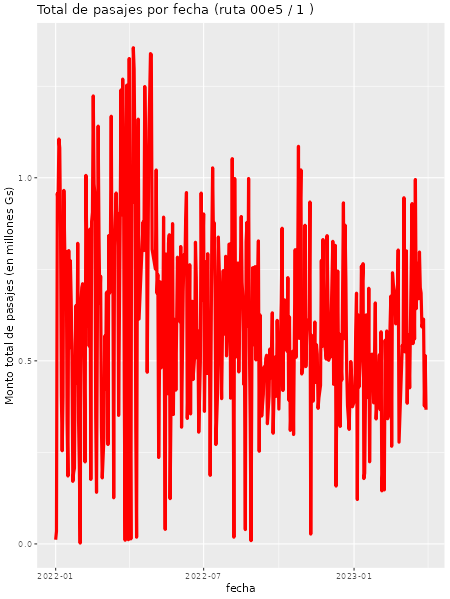 Total de pasajes por fecha (ruta 00e5 / 1 )
Monto total de pasajes (en millones Gs)
1.0
0.5
0.0
2022-01
2022-07
2023-01
fecha